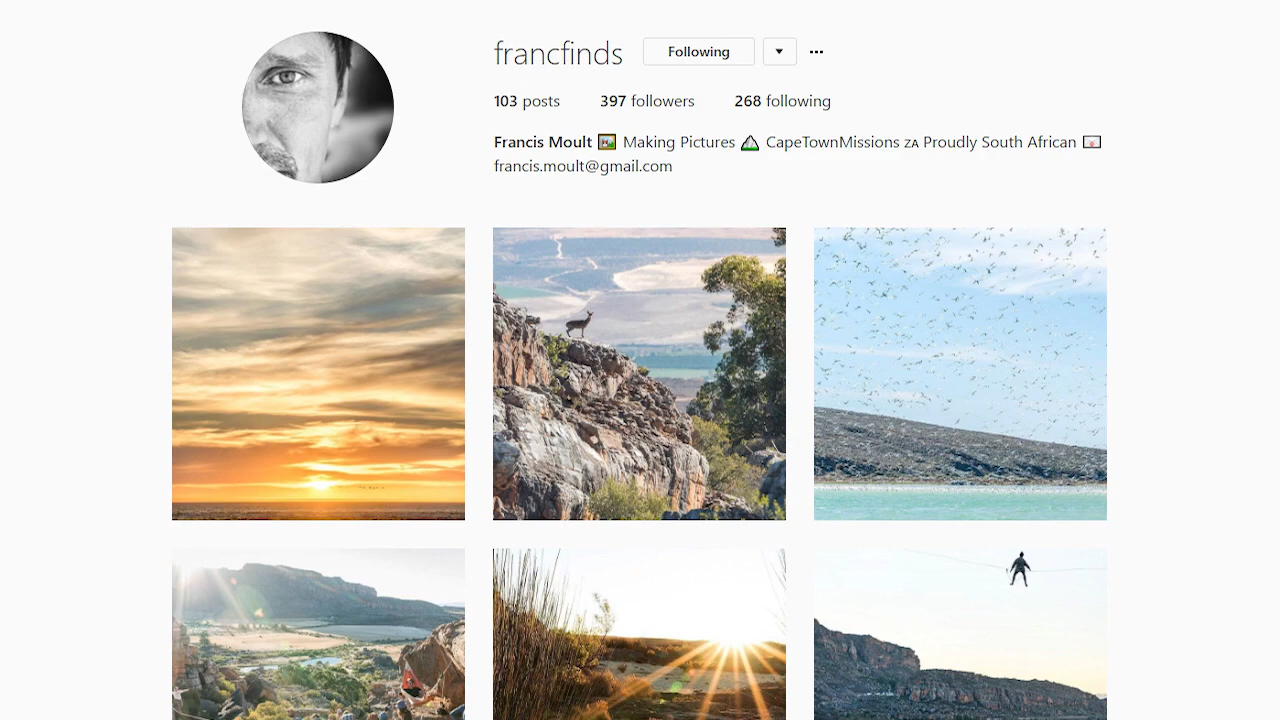 francfinds Following
103 posts 397 followers 268 following
Francis Moult Making Pictures CapeTownMissions ZA Proudly South African
francis.moult@gmail.com